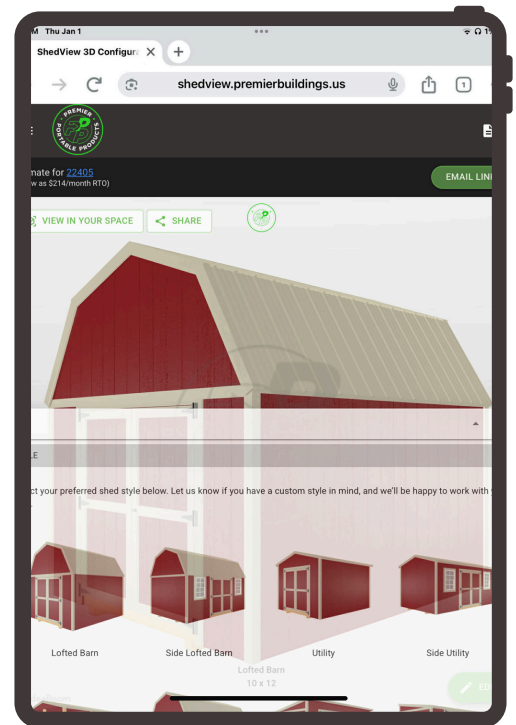 M Thu Jan 1
ShedView 3D Configura
shedview.premierbuildings.us
1
PREMIER
PORTABLE PRODUCTS
mate for 22405
w as $214/month RTO)
EMAIL LIN
VIEW IN YOUR SPACE
SHARE
LE
ct your preferred shed style below. Let us know if you have a custom style in mind, and we'll be happy to work with
Lofted Barn
Side Lofted Barn
Utility
Side Utility
Lofted Barn
10 x 12
ED